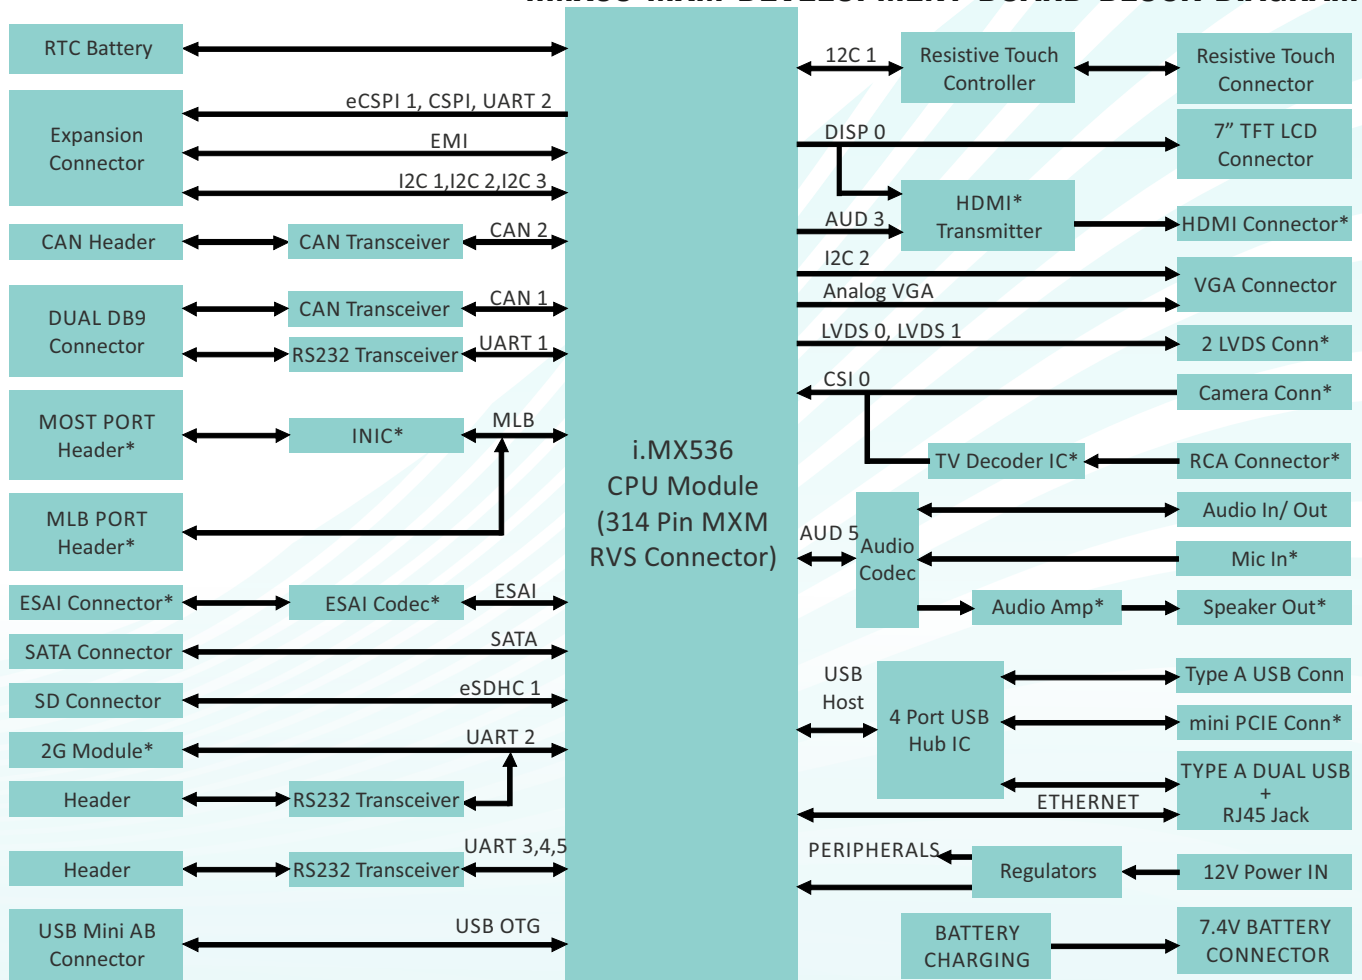 RTC Battery
Expansion
Connector
eCSPI 1, CSPI, UART 2
EMI
I2C 1,I2C 2,I2C 3
CAN Header
CAN Transceiver
CAN 2
DUAL DB9
Connector
CAN Transceiver
CAN 1
RS232 Transceiver
UART 1
MOST PORT
Header*
INIC*
MLB
MLB PORT
Header*
ESAI Connector*
ESAI Codec*
ESAI
SATA Connector
SATA
SD Connector
eSDHC 1
2G Module*
UART 2
Header
RS232 Transceiver
Header
RS232 Transceiver
UART 3,4,5
USB Mini AB
Connector
USB OTG
i.MX536
CPU Module
(314 Pin MXM
RVS Connector)
12C 1
Resistive Touch
Controller
Resistive Touch
Connector
DISP 0
7” TFT LCD
Connector
HDMI*
Transmitter
AUD 3
HDMI Connector*
I2C 2
Analog VGA
VGA Connector
LVDS 0, LVDS 1
2 LVDS Conn*
CSI 0
Camera Conn*
TV Decoder IC*
RCA Connector*
AUD 5
Audio
Codec
Audio In/ Out
Mic In*
Audio Amp*
Speaker Out*
USB
Host
4 Port USB
Hub IC
Type A USB Conn
mini PCIE Conn*
TYPE A DUAL USB
+
RJ45 Jack
ETHERNET
PERIPHERALS
Regulators
12V Power IN
BATTERY
CHARGING
7.4V BATTERY
CONNECTOR